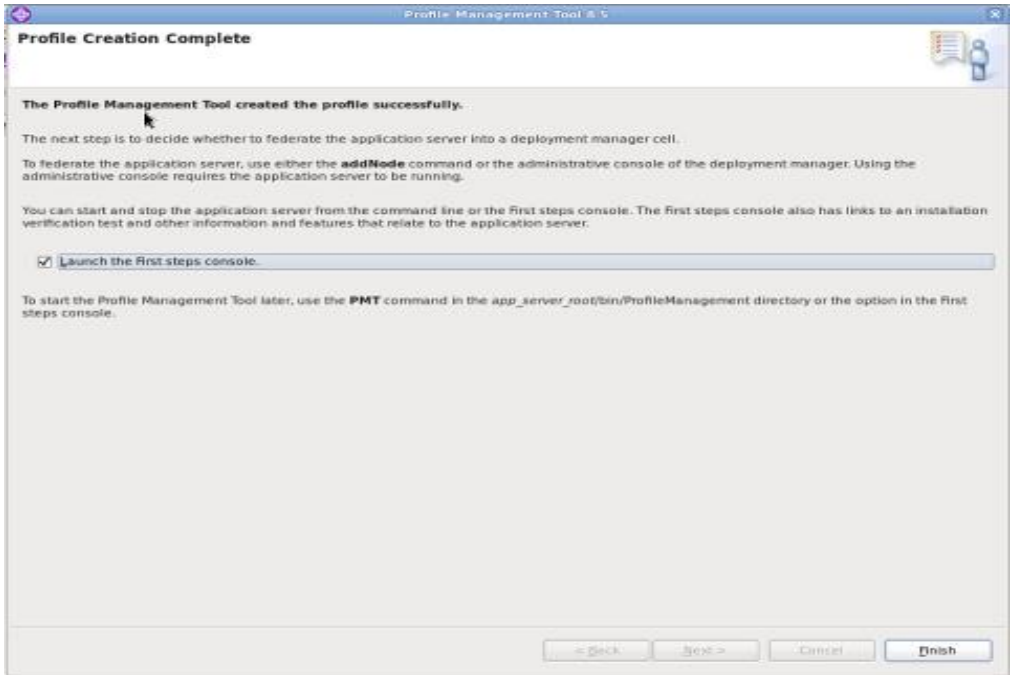 Profile Management Tool 8.5
Profile Creation Complete
The Profile Management Tool created the profile successfully.
The next step is to decide whether to federate the application server into a deployment manager cell.
To federate the application server, use either the addNode command or the administrative console of the deployment manager. Using the
administrative console requires the application server to be running.
You can start and stop the application server from the command line or the First steps console. The First steps console also has links to an installation
verification test and other information and features that relate to the application server.
Launch the First steps console.
To start the Profile Management Tool later, use the PMT command in the app_server_root/bin/ProfileManagement directory or the option in the First
steps console.
< Back Next > Cancel Finish